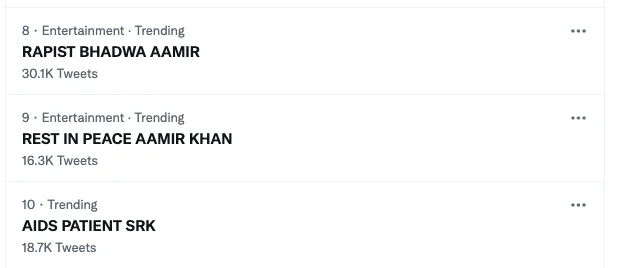 8 · Entertainment · Trending
RAPIST BHADWA AAMIR
30.1K Tweets
9 · Entertainment · Trending
REST IN PEACE AAMIR KHAN
16.3K Tweets
10 · Trending
AIDS PATIENT SRK
18.7K Tweets